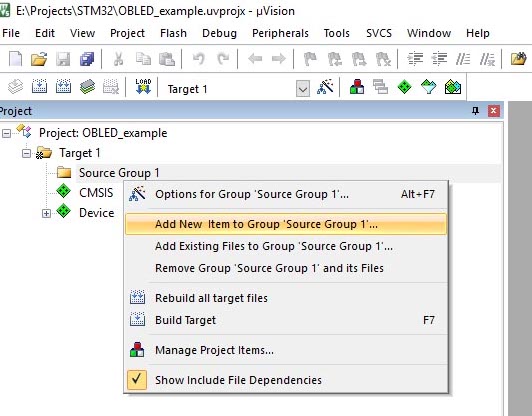 E:\Projects\STM32\OBLED_example.uvprojx - µVision
File Edit View Project Flash Debug Peripherals Tools SVCS Window Help
LOAD Target 1
Project
Project: OBLED_example
Target 1
Source Group 1
CMSIS
Device
Options for Group 'Source Group 1'... Alt+F7
Add New  Item to Group 'Source Group 1'...
Add Existing Files to Group 'Source Group 1'...
Remove Group 'Source Group 1' and its Files
Rebuild all target files
Build Target F7
Manage Project Items...
Show Include File Dependencies